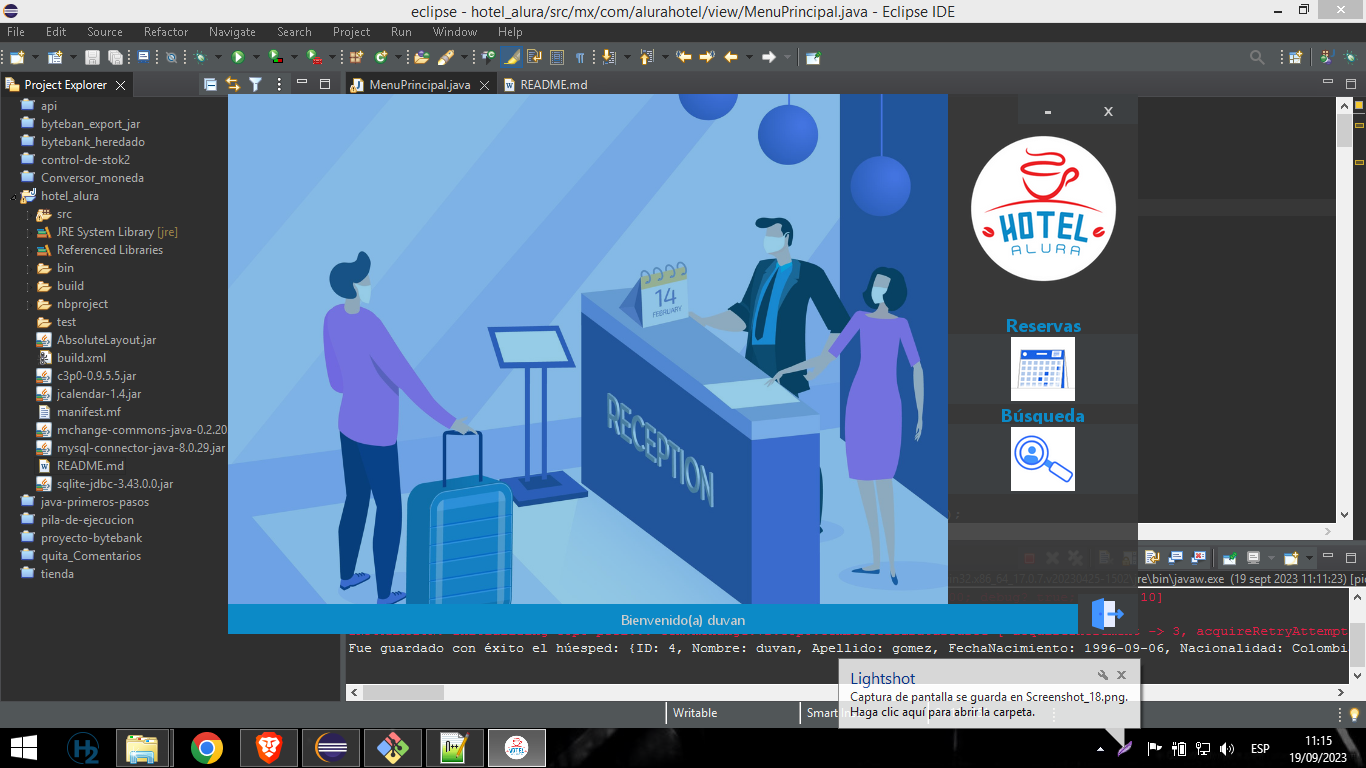 eclipse - hotel_alura/src/mx/com/alurahotel/view/MenuPrincipal.java - Eclipse IDE
File Edit Source Refactor Navigate Search Project Run Window Help
Project Explorer
MenuPrincipal.java
README.md
api
byteban_export_jar
bytebank_heredado
control-de-stok2
Conversor_moneda
hotel_alura
src
JRE System Library [jre]
Referenced Libraries
bin
build
nbproject
test
AbsoluteLayout.jar
build.xml
c3p0-0.9.5.5.jar
jcalendar-1.4.jar
manifest.mf
mchange-commons-java-0.2.20
mysql-connector-java-8.0.29.jar
README.md
sqlite-jdbc-3.43.0.0.jar
java-primeros-pasos
pila-de-ejecucion
proyecto-bytebank
quita_Comentarios
tienda
- x
HOTEL
ALURA
14
FEBRUARY
RECEPTION
Reservas
Búsqueda
Bienvenido(a) duvan
re\bin\javaw.exe (19 sept 2023 11:11:23) [pic
10]
-> 3, acquireRetryAttempt
Fue guardado con éxito el húesped: {ID: 4, Nombre: duvan, Apellido: gomez, FechaNacimiento: 1996-09-06, Nacionalidad: Colombi
Lightshot
Captura de pantalla se guarda en Screenshot_18.png.
Haga clic aquí para abrir la carpeta.
Writable
Smart In
H2
n++
HOTEL
ESP
11:15
19/09/2023